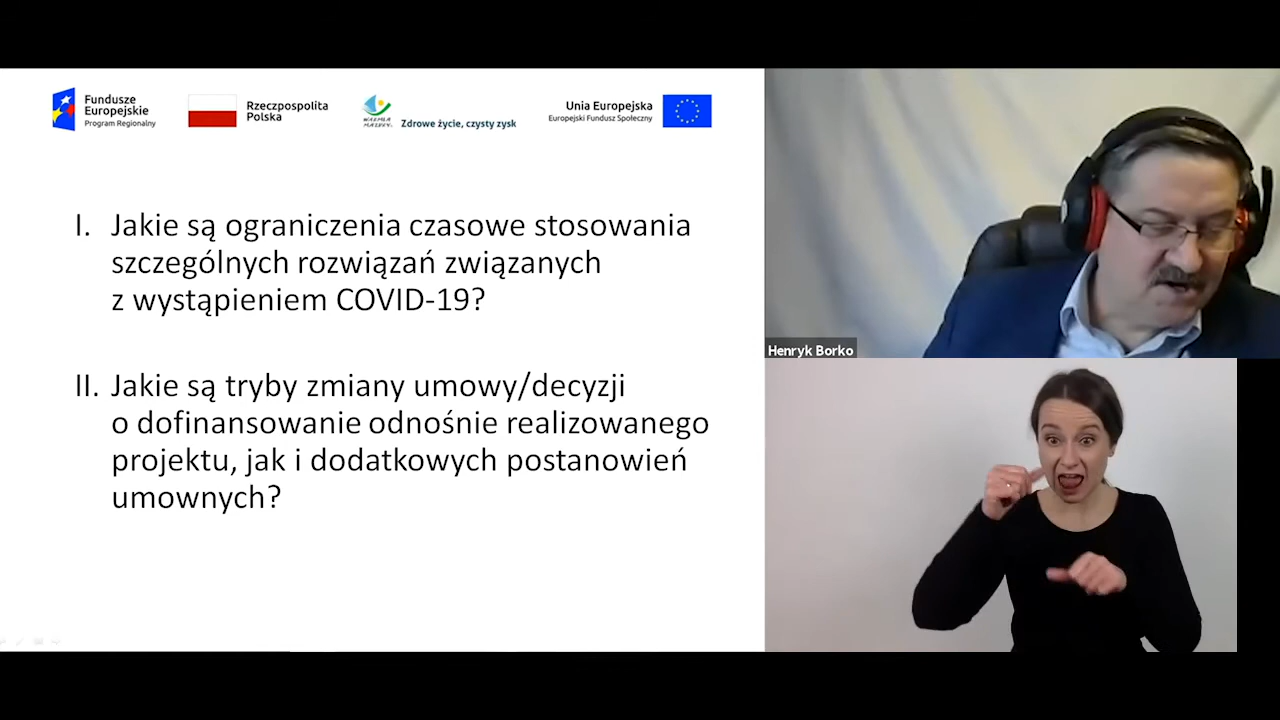 Fundusze
Europejskie
Program Regionalny
Rzeczpospolita
Polska
WARMIA
MAZURY
Zdrowe życie, czysty zysk
Unia Europejska
Europejski Fundusz Społeczny
I. Jakie są ograniczenia czasowe stosowania
szczególnych rozwiązań związanych
z wystąpieniem COVID-19?
II. Jakie są tryby zmiany umowy/decyzji
o dofinansowanie odnośnie realizowanego
projektu, jak i dodatkowych postanowień
umownych?
Henryk Borko